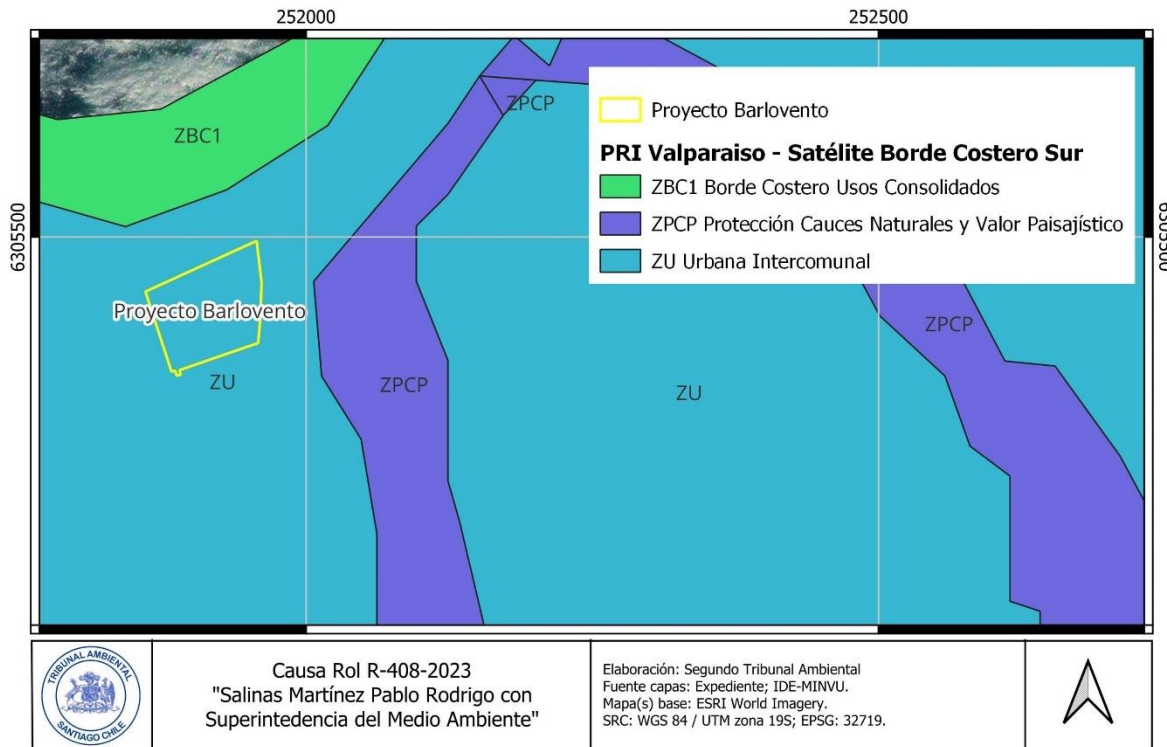 252000
252500
ZPCP
ZBC1
Proyecto Barlovento
PRI Valparaiso - Satélite Borde Costero Sur
ZBC1 Borde Costero Usos Consolidados
ZPCP Protección Cauces Naturales y Valor Paisajístico
ZU Urbana Intercomunal
6305500
6305500
Proyecto Barlovento
ZPCP
ZU
ZPCP
ZU
TRIBUNAL AMBIENTAL
SANTIAGO CHILE
Causa Rol R-408-2023
"Salinas Martínez Pablo Rodrigo con
Superintedencia del Medio Ambiente"
Elaboración: Segundo Tribunal Ambiental
Fuente capas: Expediente; IDE-MINVU.
Mapa(s) base: ESRI World Imagery.
SRC: WGS 84 / UTM zona 19S; EPSG: 32719.